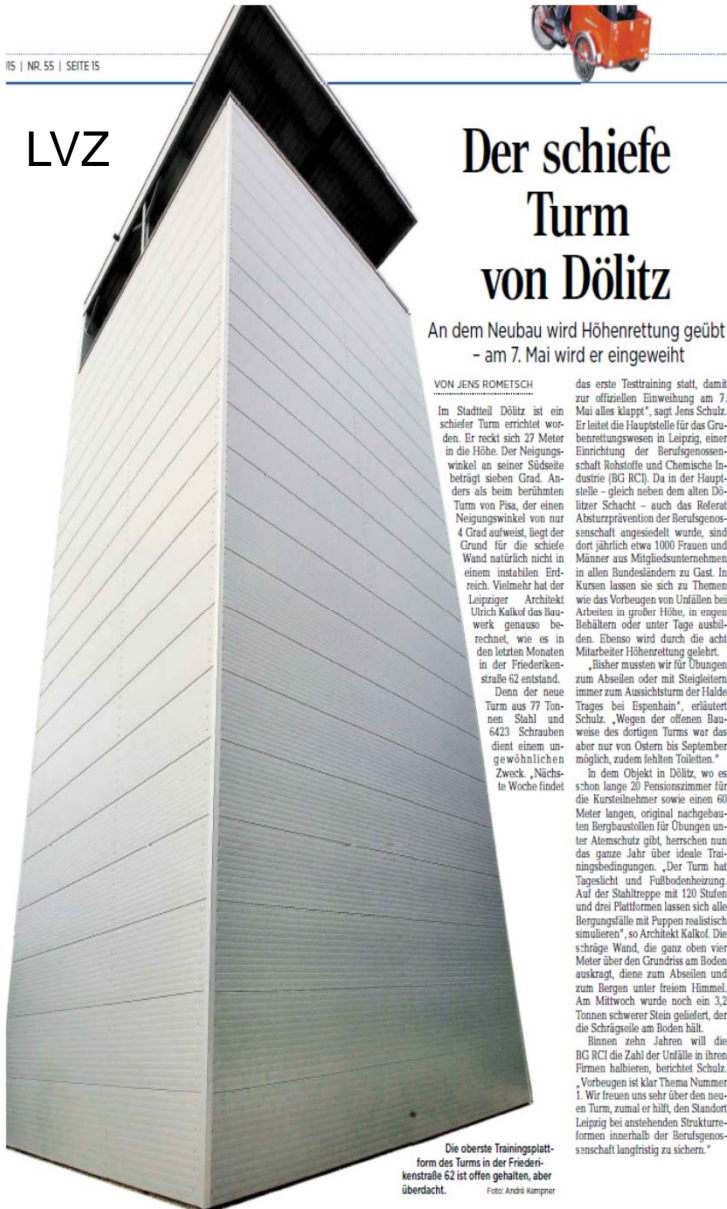 15 | NR. 55 | SEITE 15
LVZ
Der schiefe
Turm
von Dölitz
An dem Neubau wird Höhenrettung geübt
– am 7. Mai wird er eingeweiht
VON JENS ROMETSCH
Im Stadtteil Dölitz ist ein
schiefer Turm errichtet wor-
den. Er reckt sich 27 Meter
in die Höhe. Der Neigungs-
winkel an seiner Südseite
beträgt sieben Grad. An-
ders als beim berühmten
Turm von Pisa, der einen
Neigungswinkel von nur
4 Grad aufweist, liegt der
Grund für die schiefe
Wand natürlich nicht in
einem instabilen Erd-
reich. Vielmehr hat der
Leipziger Architekt
Ulrich Kalkof das Bau-
werk genauso be-
rechnet, wie es in
den letzten Monaten
in der Friederiken-
straße 62 entstand.
Denn der neue
Turm aus 77 Ton-
nen Stahl und
6423 Schrauben
dient einem un-
gewöhnlichen
Zweck. „Nächs-
te Woche findet
das erste Testtraining statt, damit
zur offiziellen Einweihung am 7.
Mai alles klappt“, sagt Jens Schulz.
Er leitet die Hauptstelle für das Gru-
benrettungswesen in Leipzig, einer
Einrichtung der Berufsgenossen-
schaft Rohstoffe und Chemische In-
dustrie (BG RCI). Da in der Haupt-
stelle – gleich neben dem alten Dö-
litzer Schacht – auch das Referat
Absturzprävention der Berufsgenos-
senschaft angesiedelt wurde, sind
dort jährlich etwa 1000 Frauen und
Männer aus Mitgliedsunternehmen
in allen Bundesländern zu Gast. In
Kursen lassen sie sich zu Themen
wie das Vorbeugen von Unfällen bei
Arbeiten in großer Höhe, in engen
Behältern oder unter Tage ausbil-
den. Ebenso wird durch die acht
Mitarbeiter Höhenrettung gelehrt.
„Bisher mussten wir für Übungen
zum Abseilen oder mit Steigleitern
immer zum Aussichtsturm der Halde
Trages bei Espenhain“, erläutert
Schulz. „Wegen der offenen Bau-
weise des dortigen Turms war das
aber nur von Ostern bis September
möglich, zudem fehlten Toiletten.“
In dem Objekt in Dölitz, wo es
schon lange 20 Pensionszimmer für
die Kursteilnehmer sowie einen 60
Meter langen, original nachgebau-
ten Bergbaustollen für Übungen un-
ter Atemschutz gibt, herrschen nun
das ganze Jahr über ideale Trai-
ningsbedingungen. „Der Turm hat
Tageslicht und Fußbodenheizung.
Auf der Stahltreppe mit 120 Stufen
und drei Plattformen lassen sich alle
Bergungsfälle mit Puppen realistisch
simulieren“, so Architekt Kalkof. Die
schräge Wand, die ganz oben vier
Meter über den Grundriss am Boden
auskragt, diene zum Abseilen und
zum Bergen unter freiem Himmel.
Am Mittwoch wurde noch ein 3,2
Tonnen schwerer Stein geliefert, der
die Schrägseile am Boden hält.
Binnen zehn Jahren will die
BG RCI die Zahl der Unfälle in ihren
Firmen halbieren, berichtet Schulz.
„Vorbeugen ist klar Thema Nummer
1. Wir freuen uns sehr über den neu-
en Turm, zumal er hilft, den Standort
Leipzig bei anstehenden Strukturre-
formen innerhalb der Berufsgenos-
senschaft langfristig zu sichern.“
Die oberste Trainingsplatt-
form des Turms in der Friederi-
kenstraße 62 ist offen gehalten, aber
überdacht. Foto: André Kempner